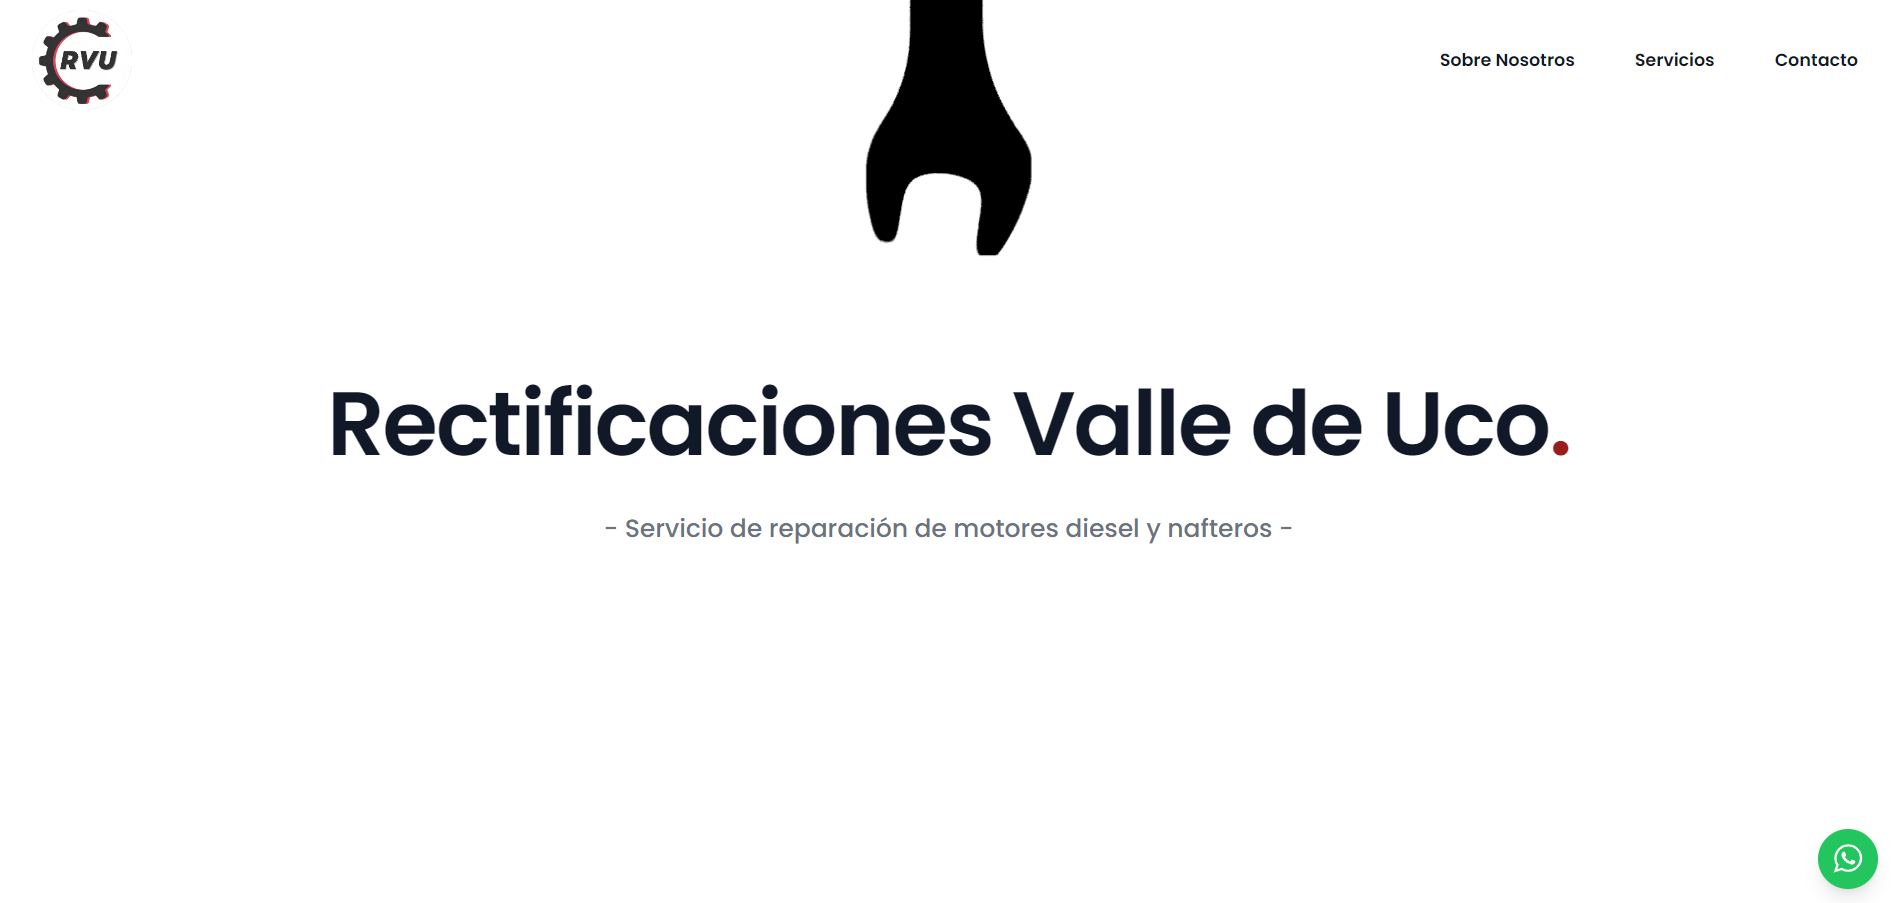 RVU
Sobre Nosotros
Servicios
Contacto
Rectificaciones Valle de Uco.
- Servicio de reparación de motores diesel y nafteros -